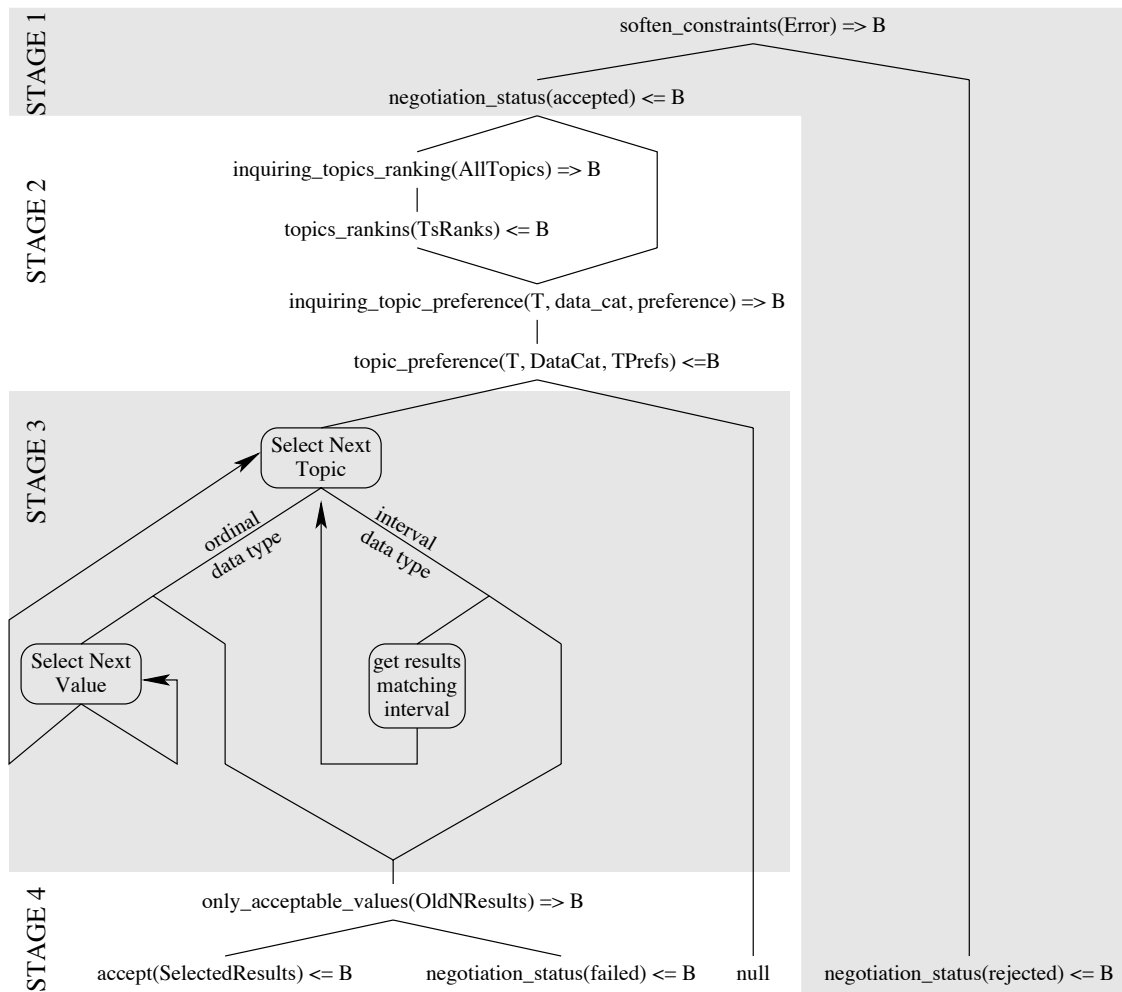 STAGE 1
soften_constraints(Error) => B
negotiation_status(accepted) <= B
STAGE 2
inquiring_topics_ranking(AllTopics) => B
topics_rankins(TsRanks) <= B
inquiring_topic_preference(T, data_cat, preference) => B
topic_preference(T, DataCat, TPrefs) <=B
STAGE 3
Select Next
Topic
ordinal
data type
interval
data type
Select Next
Value
get results
matching
interval
STAGE 4
only_acceptable_values(OldNResults) => B
accept(SelectedResults) <= B
negotiation_status(failed) <= B
null
negotiation_status(rejected) <= B